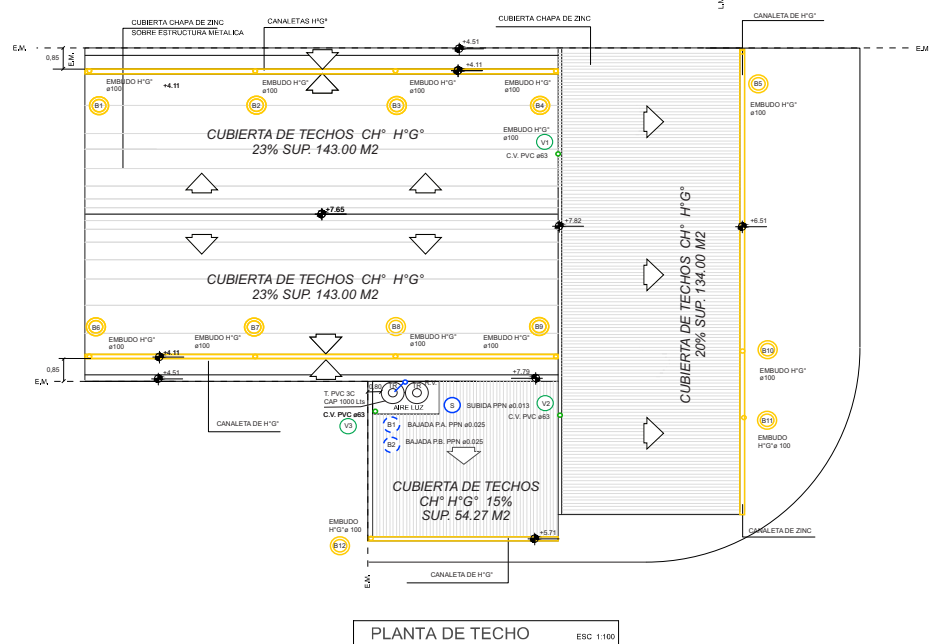 L.M.
CUBIERTA CHAPA DE ZINC
SOBRE ESTRUCTURA METALICA
CANALETAS HºGº
CUBIERTA CHAPA DE ZINC
CANALETA DE H°G°
E.M.
E.M.
0,85
E.M.
+4.51
+4.11
EMBUDO H°G°
ø100
+4.11
EMBUDO H°G°
ø100
EMBUDO H°G°
ø100
EMBUDO H°G°
ø100
B1
B2
B3
B4
B5
EMBUDO H°G°
ø100
CUBIERTA DE TECHOS CH° H°G°
23% SUP. 143.00 M2
EMBUDO H°G°
ø100
V1
C.V. PVC ø63
+7.65
+7.82
+6.51
CUBIERTA DE TECHOS CH° H°G°
20% SUP. 134.00 M2
CUBIERTA DE TECHOS CH° H°G°
23% SUP. 143.00 M2
B6
B7
B8
B9
EMBUDO H°G°
ø100
EMBUDO H°G°
ø100
EMBUDO H°G°
ø100
EMBUDO H°G°
ø100
B10
EMBUDO H°G°
ø100
+4.11
0,85
E.M.
+4.51
+7.79
0,80
TR
TR
R.V.
T. PVC 3C
CAP 1000 Lts
AIRE LUZ
C.V. PVC ø63
V3
S
SUBIDA PPN ø0.013
V2
C.V. PVC ø63
B1
BAJADA P.A. PPN ø0.025
B2
BAJADA P.B. PPN ø0.025
CANALETA DE H°G°
B11
EMBUDO
H°G°ø 100
CUBIERTA DE TECHOS
CH° H°G° 15%
SUP. 54.27 M2
EMBUDO
H°G°ø 100
B12
+5.71
CANALETA DE ZINC
E.M.
CANALETA DE H°G°
PLANTA DE TECHO
ESC 1:100